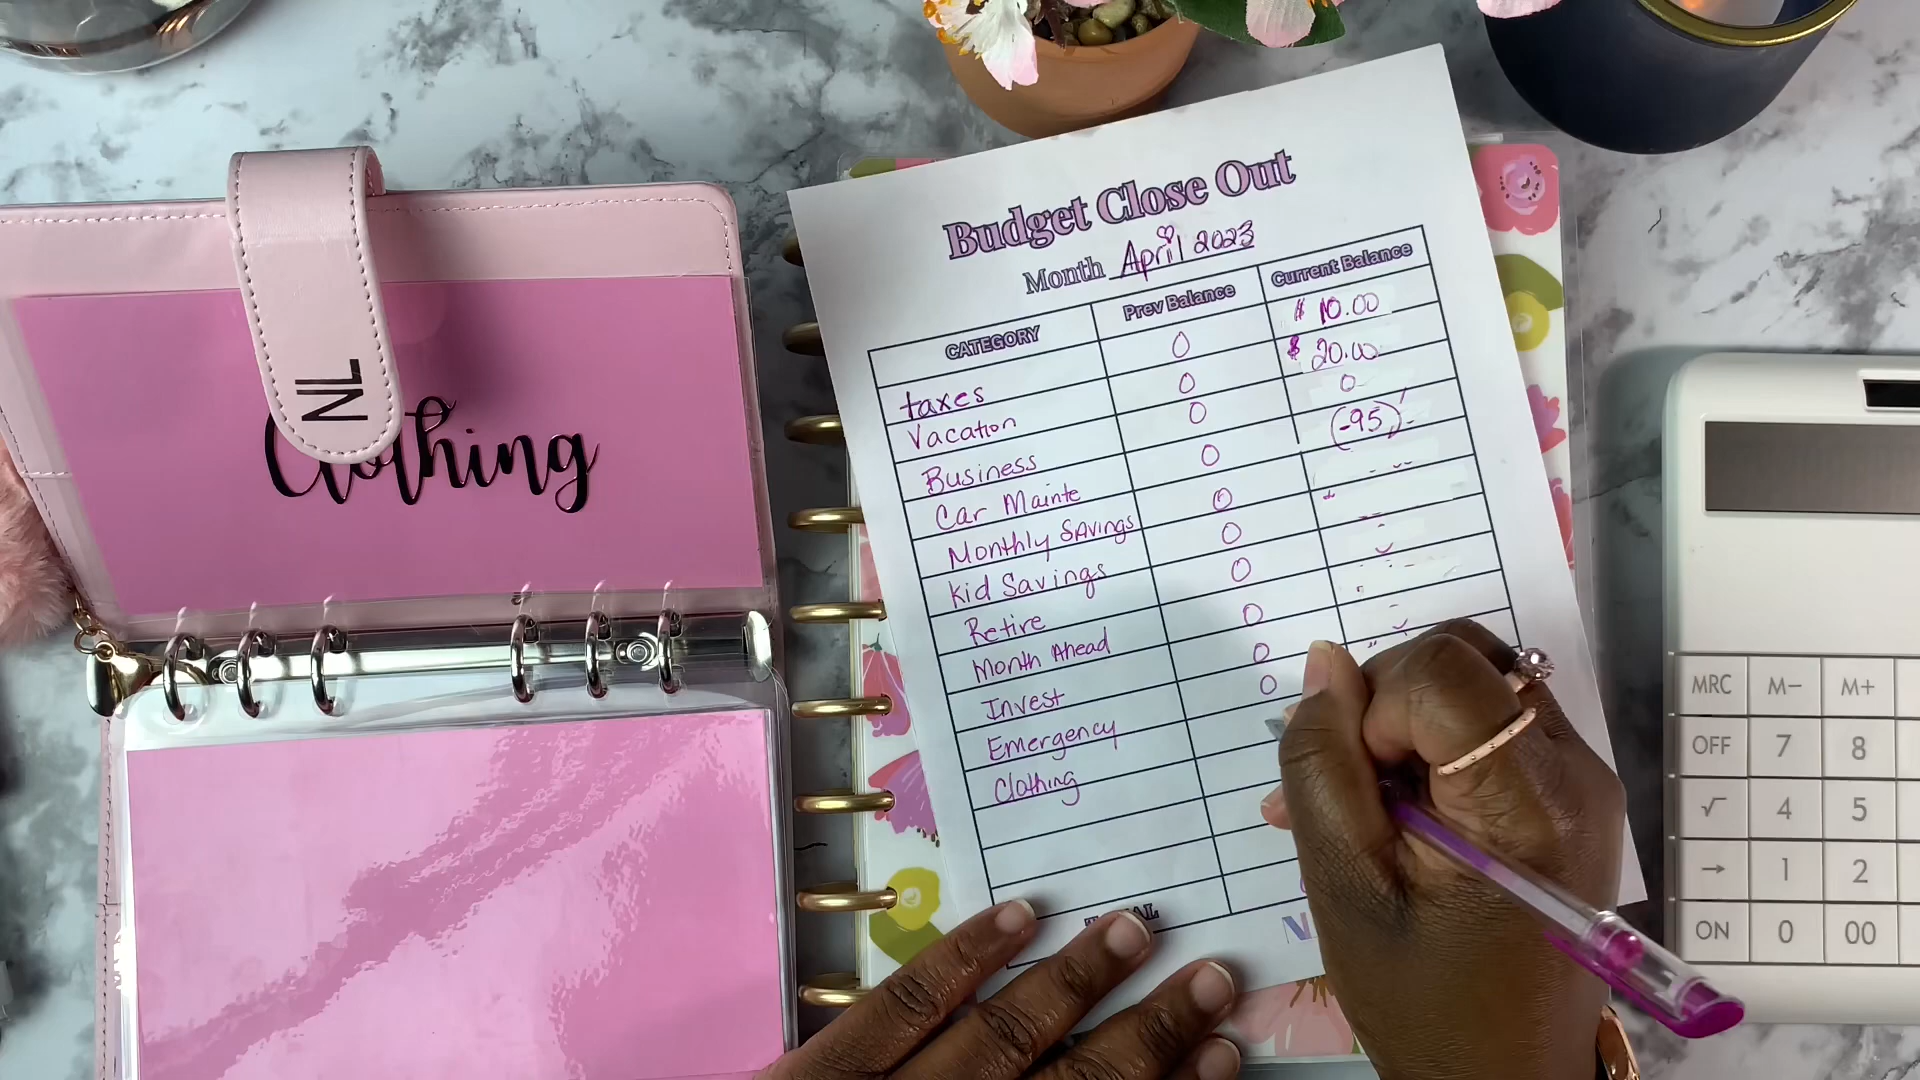 NL
Clothing
Budget Close Out
Month April 2023
CATEGORY Prev Balance Current Balance
taxes 0 $ 10.00
Vacation 0 $ 20.00
Business 0 0
Car Mainte 0 (-95)
Monthly Savings 0
Kid Savings 0
Retire 0
Month Ahead 0
Invest 0
Emergency 0
Clothing
MRC M- M+
OFF 7 8
√ 4 5
→ 1 2
ON 0 00